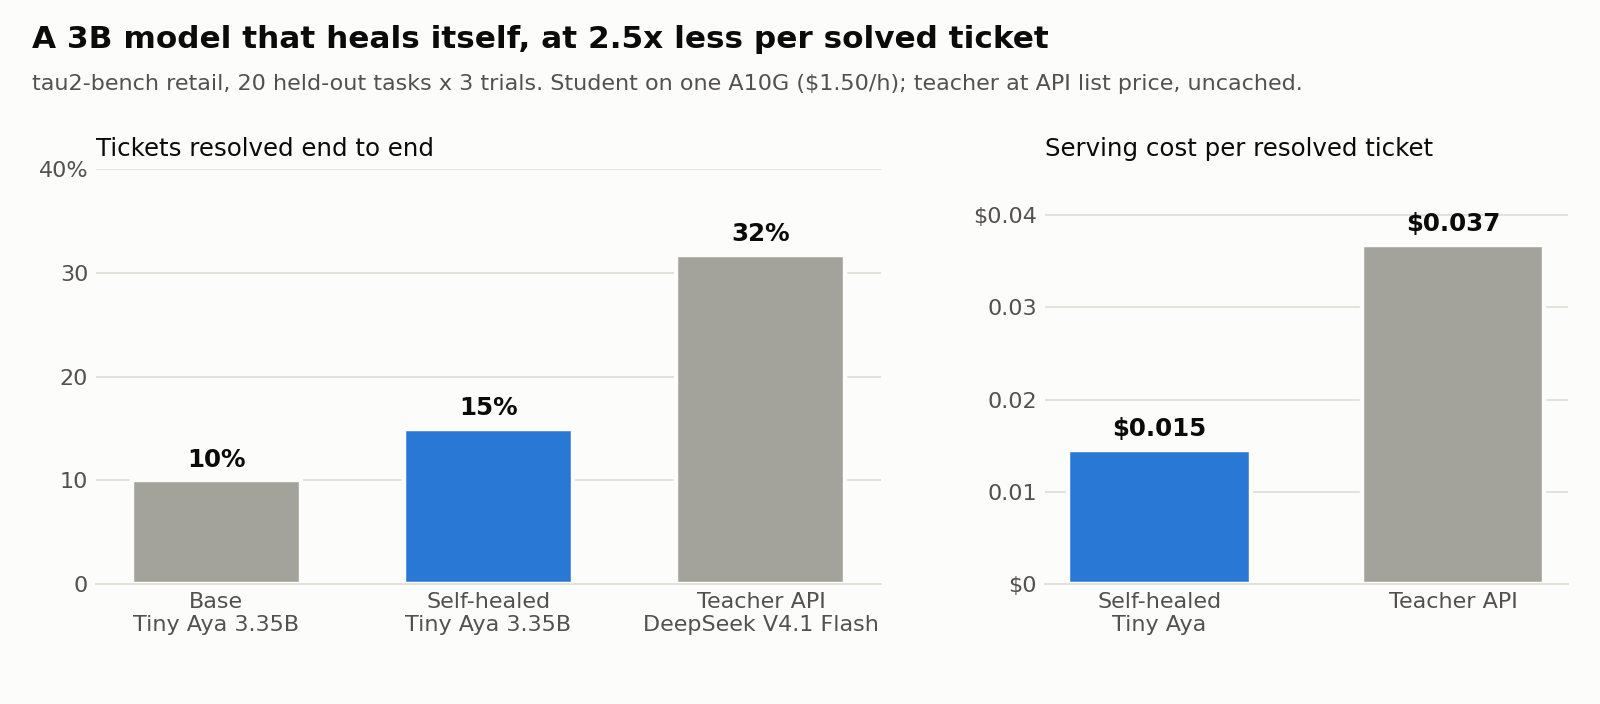 A 3B model that heals itself, at 2.5x less per solved ticket
tau2-bench retail, 20 held-out tasks x 3 trials. Student on one A10G ($1.50/h); teacher at API list price, uncached.
Tickets resolved end to end
40%
30
20
10
0
10%
15%
32%
Base
Tiny Aya 3.35B
Self-healed
Tiny Aya 3.35B
Teacher API
DeepSeek V4.1 Flash
Serving cost per resolved ticket
$0.04
0.03
0.02
0.01
$0
$0.015
$0.037
Self-healed
Tiny Aya
Teacher API